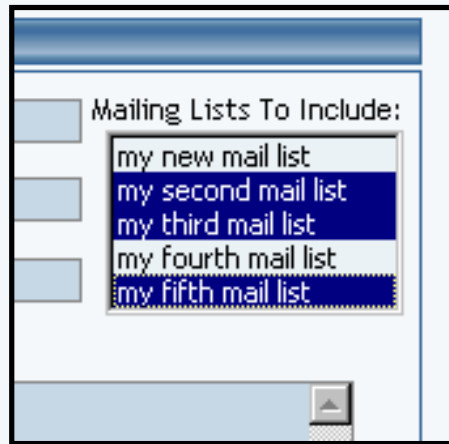 Mailing Lists To Include:
my new mail list
my second mail list
my third mail list
my fourth mail list
my fifth mail list